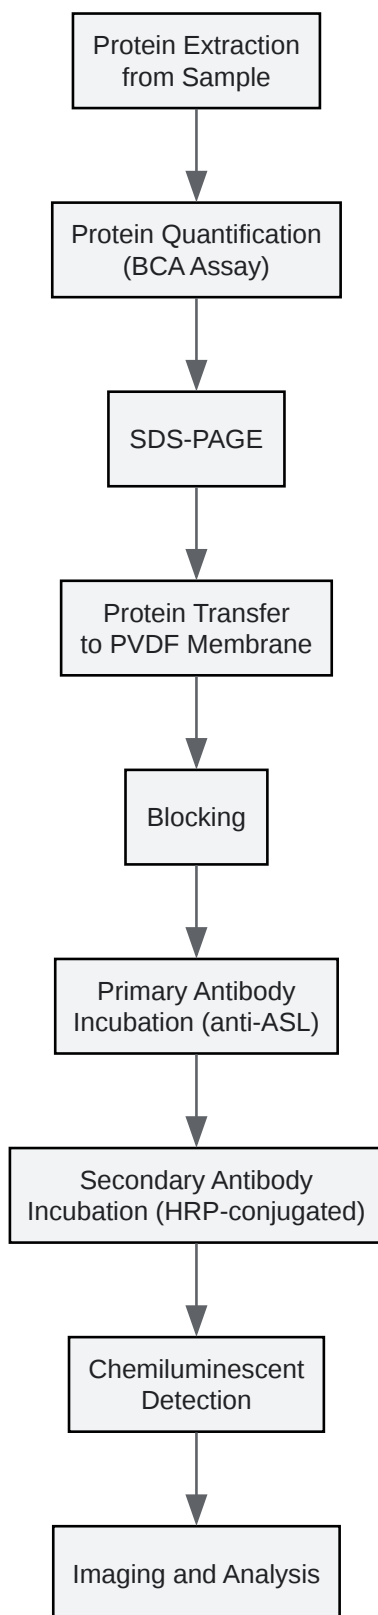 Protein Extraction
from Sample
Protein Quantification
(BCA Assay)
SDS-PAGE
Protein Transfer
to PVDF Membrane
Blocking
Primary Antibody
Incubation (anti-ASL)
Secondary Antibody
Incubation (HRP-conjugated)
Chemiluminescent
Detection
Imaging and Analysis